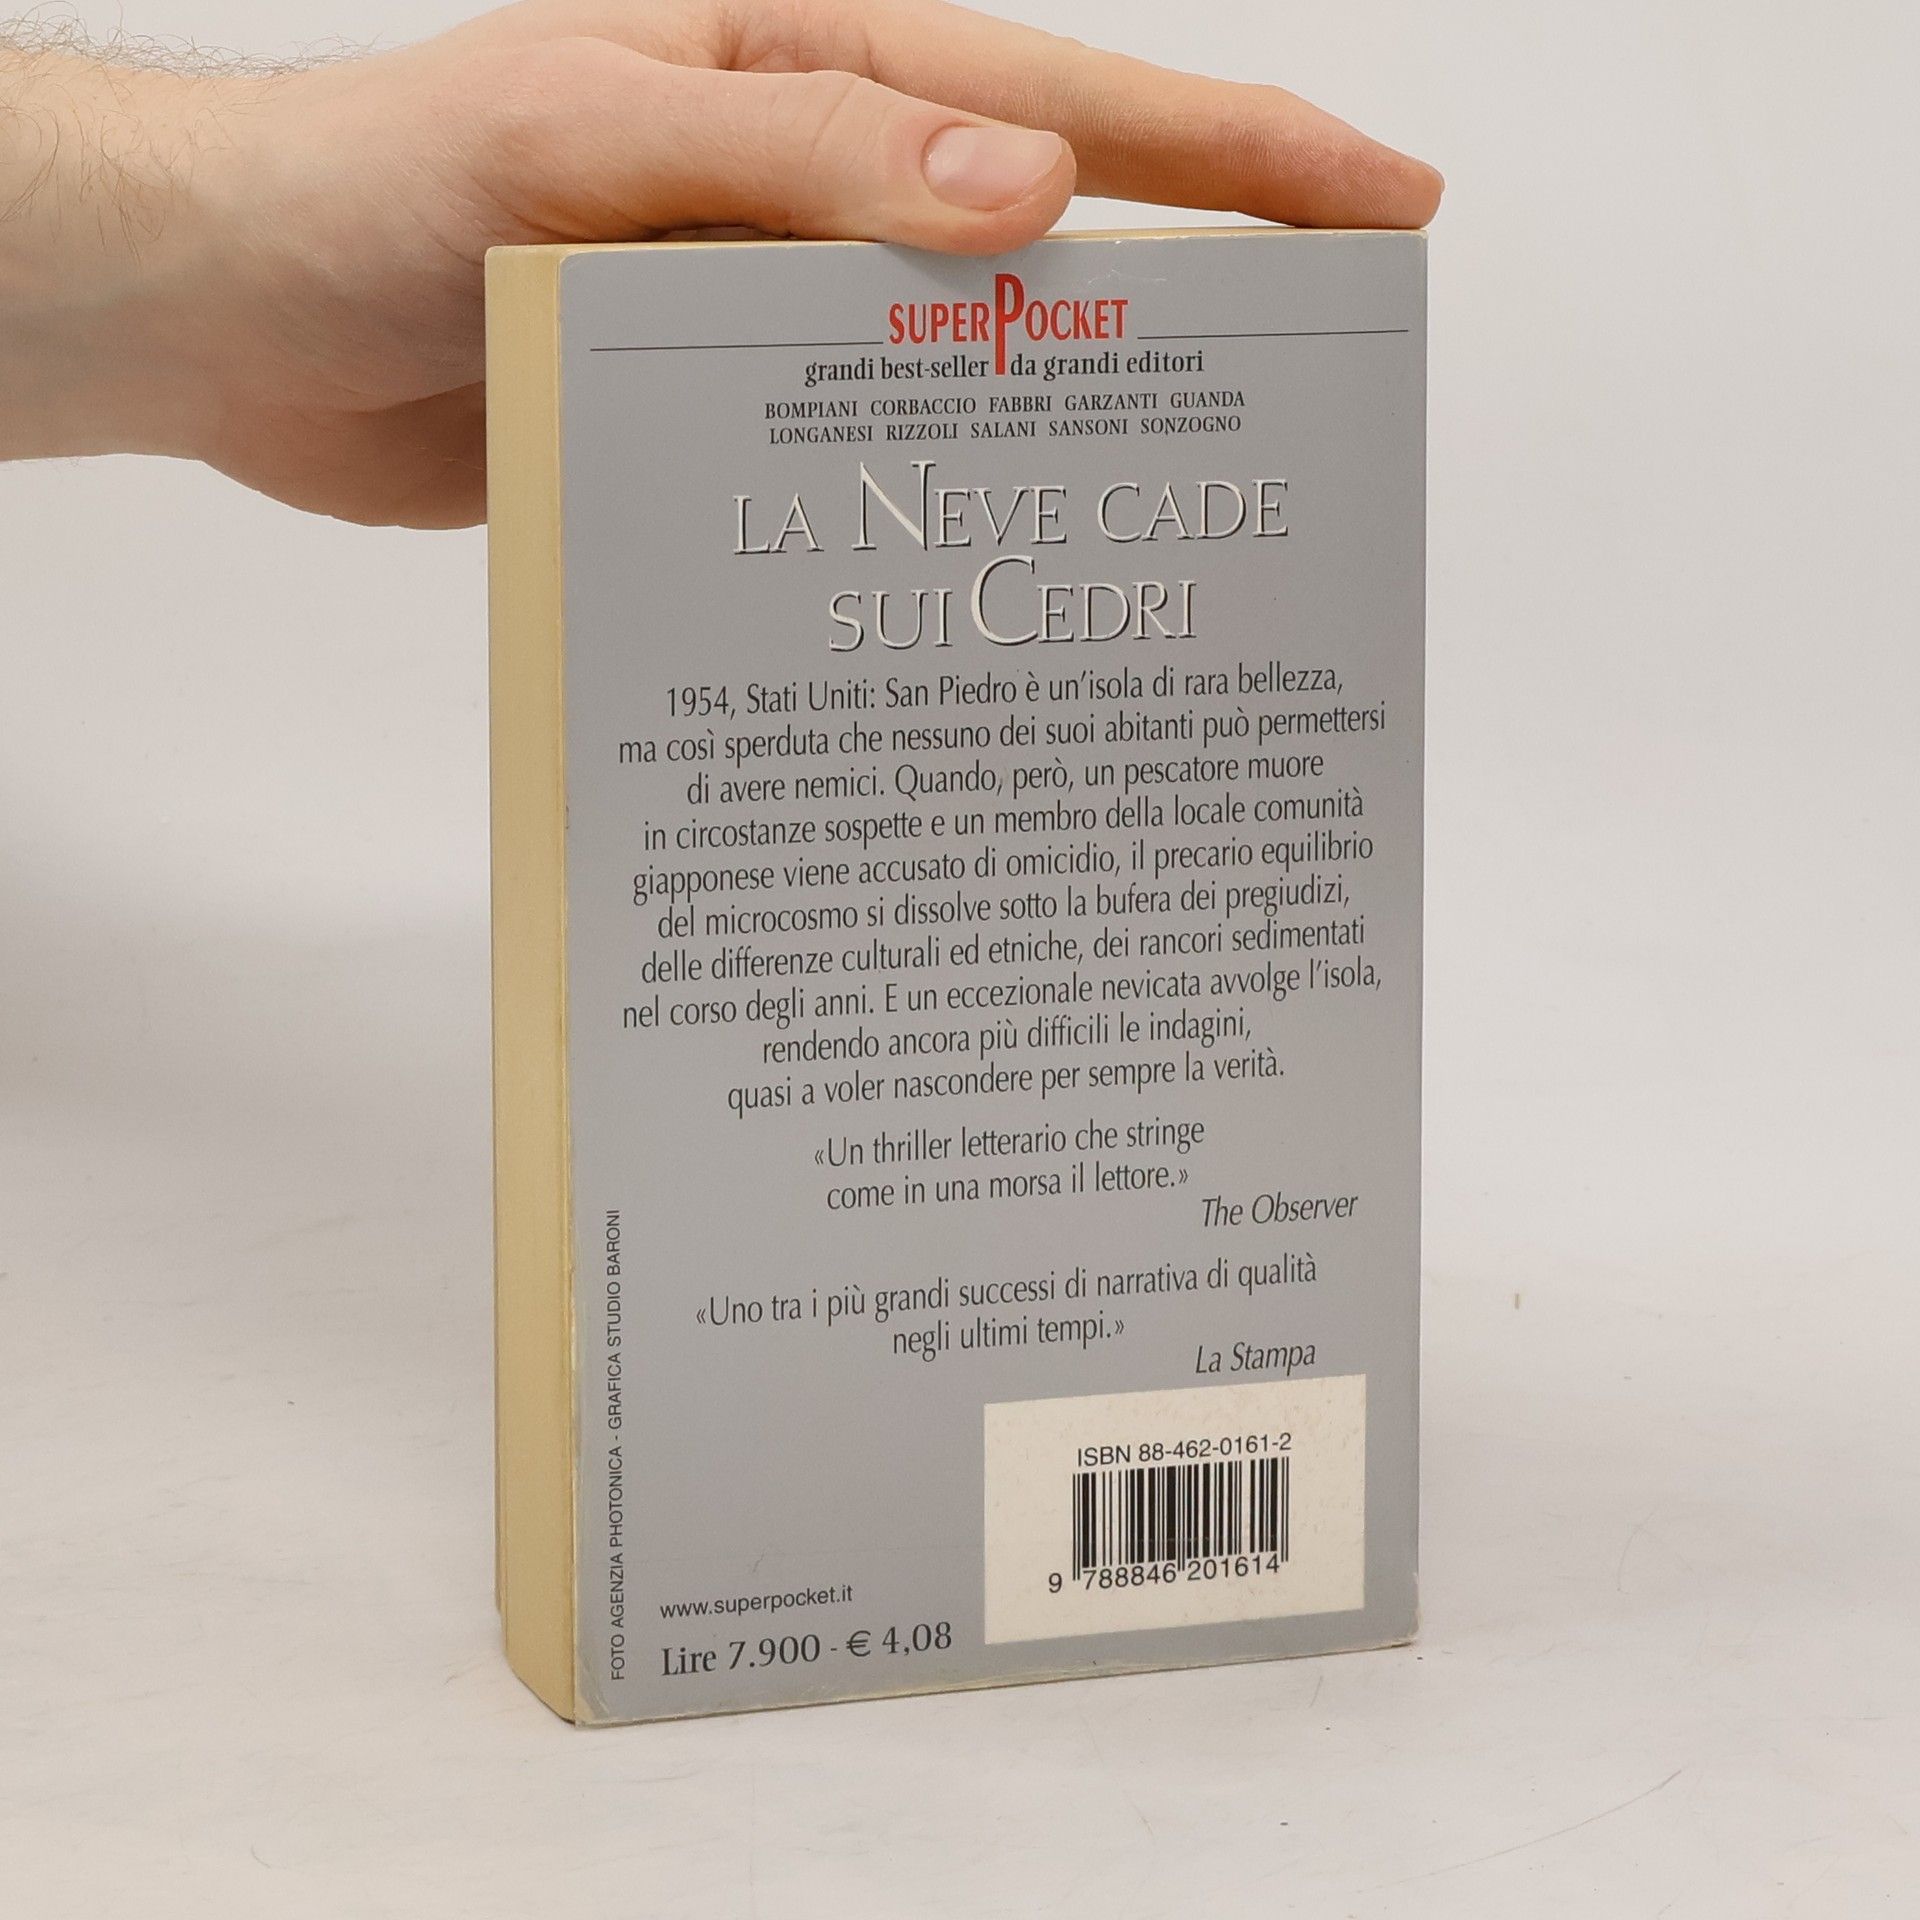 SUPERPOCKET
grandi best-seller da grandi editori
BOMPIANI CORBACCIO FABBRI GARZANTI GUANDA
LONGANESI RIZZOLI SALANI SANSONI SONZOGNO
LA NEVE CADE
SUI CEDRI
1954, Stati Uniti: San Piedro è un'isola di rara bellezza,
ma così sperduta che nessuno dei suoi abitanti può permettersi
di avere nemici. Quando, però, un pescatore muore
in circostanze sospette e un membro della locale comunità
giapponese viene accusato di omicidio, il precario equilibrio
del microcosmo si dissolve sotto la bufera dei pregiudizi,
delle differenze culturali ed etniche, dei rancori sedimentati
nel corso degli anni. E un eccezionale nevicata avvolge l'isola,
rendendo ancora più difficili le indagini,
quasi a voler nascondere per sempre la verità.
«Un thriller letterario che stringe
come in una morsa il lettore.»
The Observer
«Uno tra i più grandi successi di narrativa di qualità
negli ultimi tempi.»
La Stampa
FOTO AGENZIA PHOTONICA - GRAFICA STUDIO BARONI
ISBN 88-462-0161-2
9 788846 201614
www.superpocket.it
Lire 7.900 - € 4,08